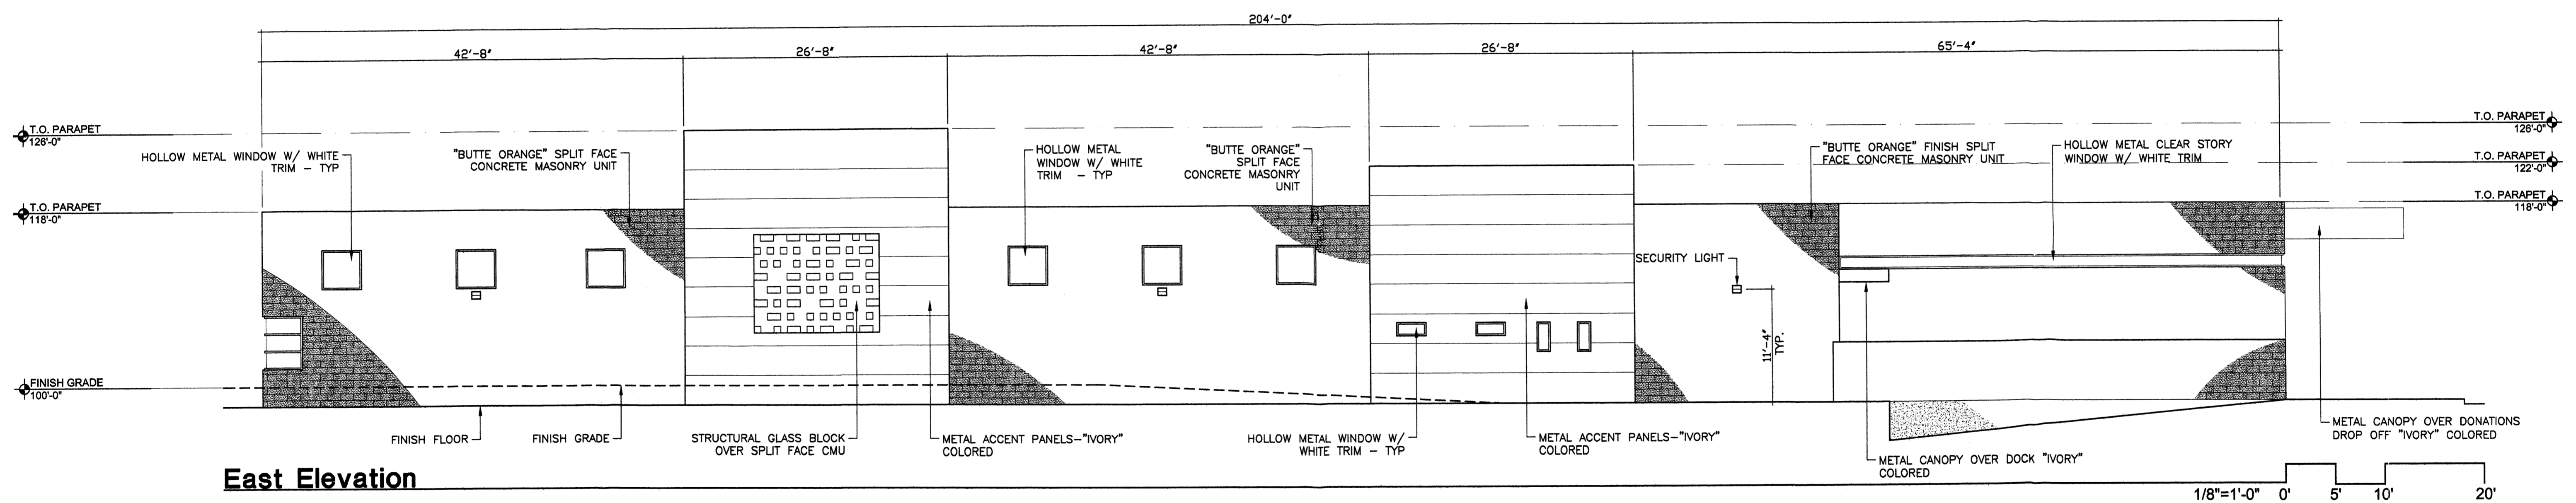 204'-0"
42'-8"
26'-8"
42'-8"
26'-8"
65'-4"
T.O. PARAPET
126'-0"
T.O. PARAPET
126'-0"
HOLLOW METAL WINDOW W/ WHITE
TRIM - TYP
"BUTTE ORANGE" SPLIT FACE
CONCRETE MASONRY UNIT
HOLLOW METAL
WINDOW W/ WHITE
TRIM - TYP
"BUTTE ORANGE"
SPLIT FACE
CONCRETE MASONRY
UNIT
"BUTTE ORANGE" FINISH SPLIT
FACE CONCRETE MASONRY UNIT
HOLLOW METAL CLEAR STORY
WINDOW W/ WHITE TRIM
T.O. PARAPET
122'-0"
T.O. PARAPET
118'-0"
T.O. PARAPET
118'-0"
SECURITY LIGHT
11'-4"
TYP.
FINISH GRADE
100'-0"
FINISH FLOOR
FINISH GRADE
STRUCTURAL GLASS BLOCK
OVER SPLIT FACE CMU
METAL ACCENT PANELS-"IVORY"
COLORED
HOLLOW METAL WINDOW W/
WHITE TRIM - TYP
METAL ACCENT PANELS-"IVORY"
COLORED
METAL CANOPY OVER DOCK "IVORY"
COLORED
METAL CANOPY OVER DONATIONS
DROP OFF "IVORY" COLORED
East Elevation
1/8"=1'-0" 0' 5' 10' 20'